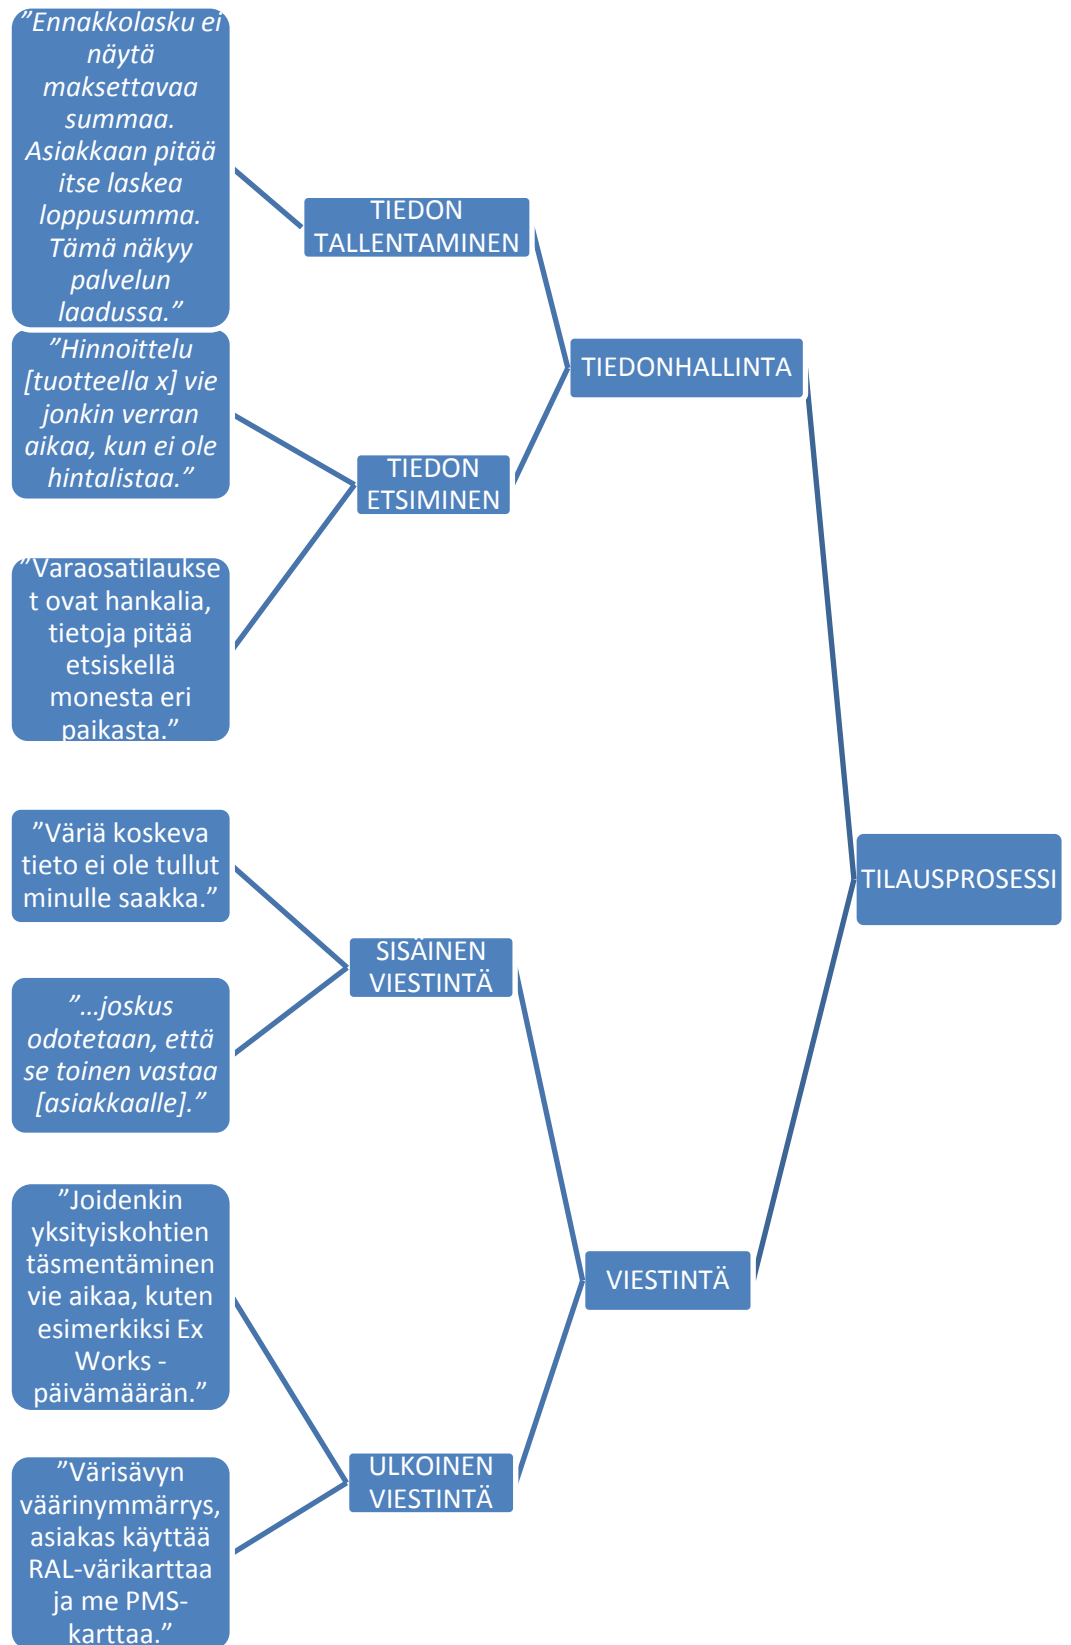 ”Ennakkolasku ei
näytä
maksettavaa
summaa.
Asiakkaan pitää
itse laskea
loppusumma.
Tämä näkyy
palvelun
laadussa.”
TIEDON
TALLENTAMINEN
”Hinnoittelu
[tuotteella x] vie
jonkin verran
aikaa, kun ei ole
hintalistaa.”
TIEDONHALLINTA
TIEDON
ETSIMINEN
”Varaosatilaukse
t ovat hankalia,
tietoja pitää
etsiskellä
monesta eri
paikasta.”
”Väriä koskeva
tieto ei ole tullut
minulle saakka.”
TILAUSPROSESSI
SISÄINEN
VIESTINTÄ
”…joskus
odotetaan, että
se toinen vastaa
[asiakkaalle].”
”Joidenkin
yksityiskohtien
täsmentäminen
vie aikaa, kuten
esimerkiksi Ex
Works -
päivämäärän.”
VIESTINTÄ
ULKOINEN
VIESTINTÄ
”Värisävyn
väärinymmärrys,
asiakas käyttää
RAL-värikarttaa
ja me PMS-
karttaa.”